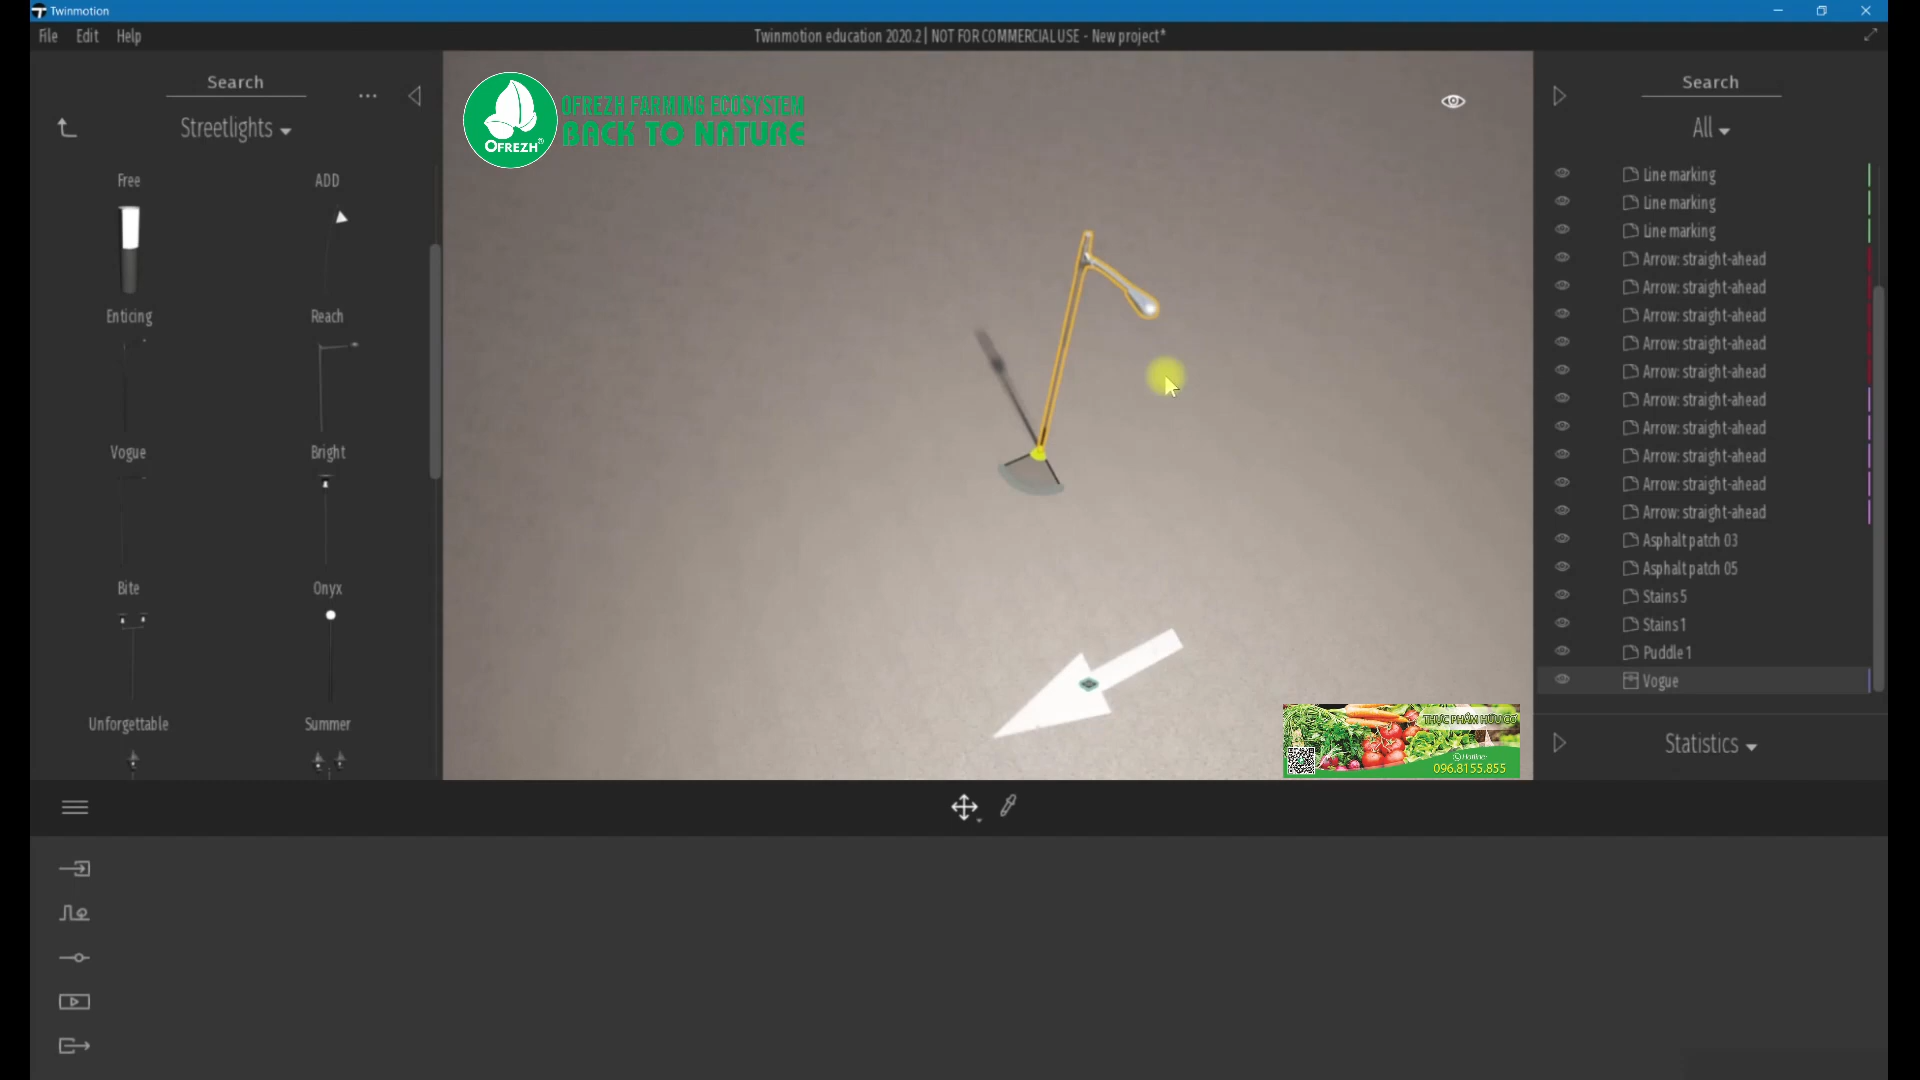 Twinmotion
File Edit Help
Twinmotion education 2020.2 | NOT FOR COMMERCIAL USE - New project*
Search
Streetlights
Free
ADD
Enticing
Reach
Vogue
Bright
Bite
Onyx
Unforgettable
Summer
OFREZH®
OFREZH FARMING ECOSYSTEM
BACK TO NATURE
THỰC PHẨM HỮU CƠ
Hotline:
096.8155.855
Search
All
Line marking
Line marking
Line marking
Arrow: straight-ahead
Arrow: straight-ahead
Arrow: straight-ahead
Arrow: straight-ahead
Arrow: straight-ahead
Arrow: straight-ahead
Arrow: straight-ahead
Arrow: straight-ahead
Arrow: straight-ahead
Arrow: straight-ahead
Asphalt patch 03
Asphalt patch 05
Stains 5
Stains 1
Puddle 1
Vogue
Statistics